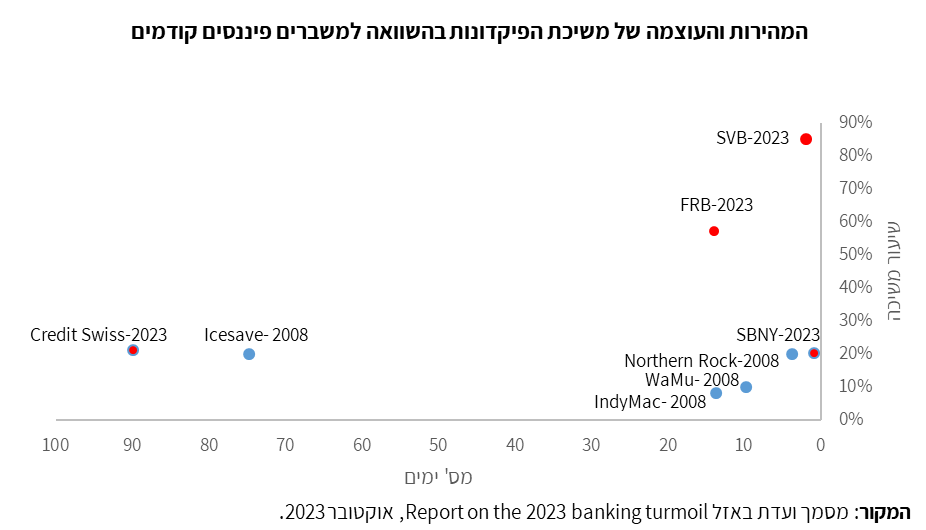 המהירות והעוצמה של משיכת הפיקדונות בהשוואה למשברים פיננסים קודמים
90%
SVB-2023
80%
70%
FRB-2023
60%
שיעור משיכה
50%
40%
30%
Credit Swiss-2023
Icesave- 2008
SBNY-2023
20%
Northern Rock-2008
WaMu- 2008
10%
IndyMac- 2008
0%
100 90 80 70 60 50 40 30 20 10 0
מס' ימים
המקור: מסמך ועדת באזל Report on the 2023 banking turmoil, אוקטובר 2023.